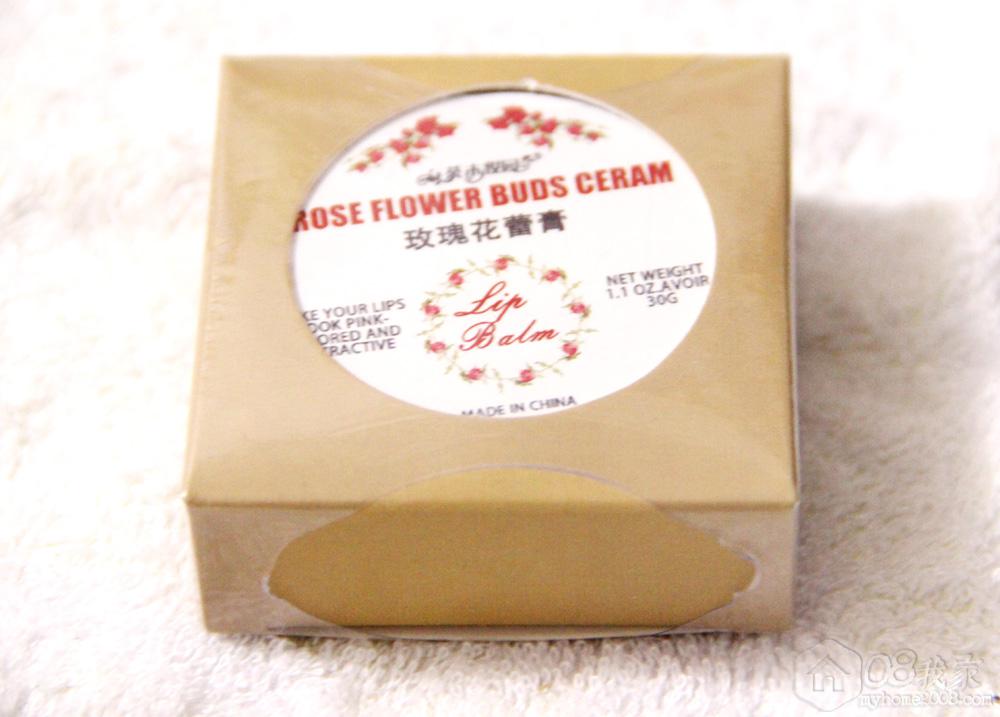 ROSE FLOWER BUDS CERAM
玫瑰花蕾膏
KE YOUR LIPS
OOK PINK-
ORED AND
TRACTIVE
Lip
Balm
NET WEIGHT
1.1 OZ.AVOIR
30G
MADE IN CHINA
08我家
myhome2008.com